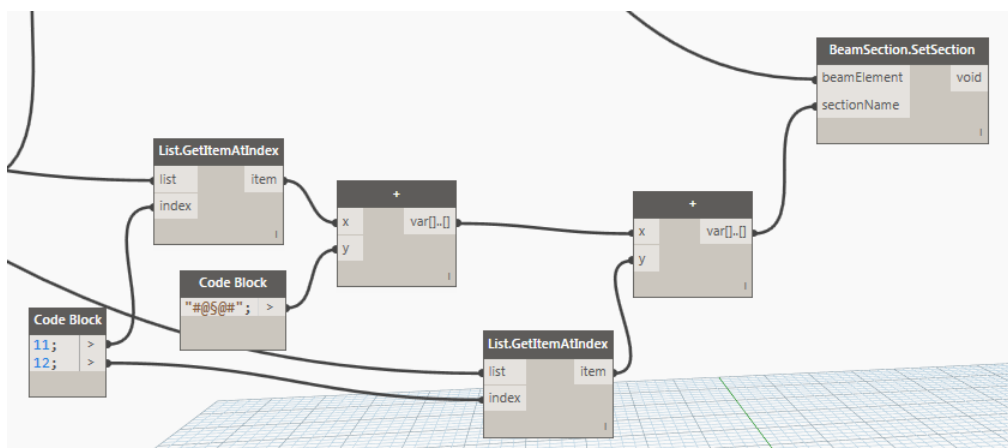 BeamSection.SetSection
beamElement void
sectionName
List.GetItemAtIndex
list item
index
+
x var[]..[]
y
+
x var[]..[]
y
Code Block
"#@§@#"; >
Code Block
11; >
12; >
List.GetItemAtIndex
list item
index